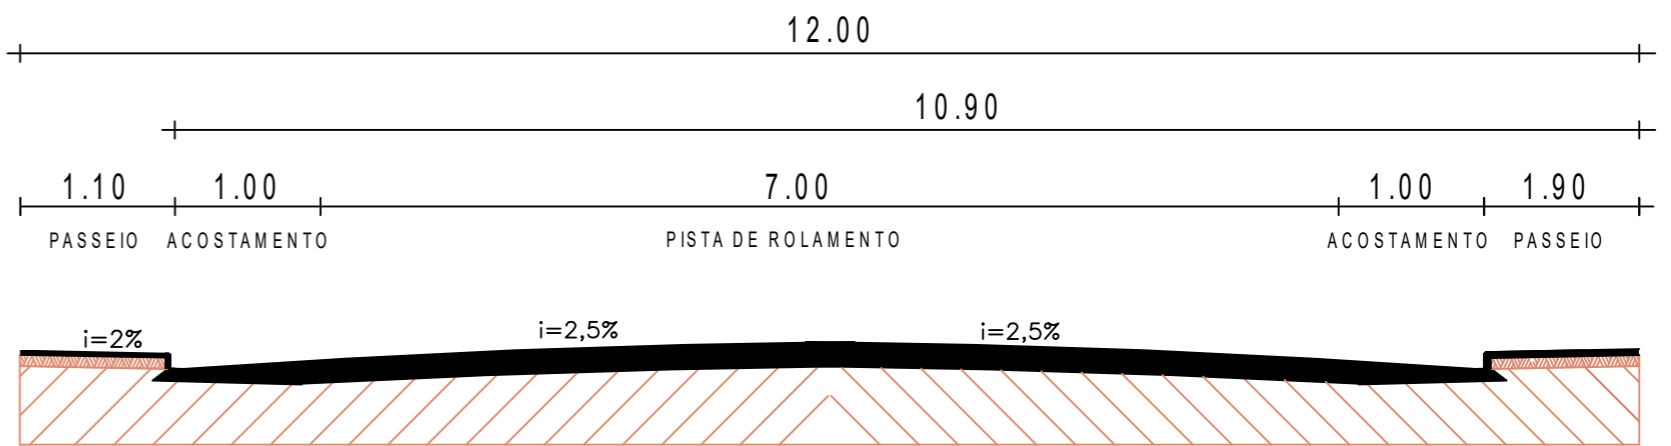 12.00
10.90
1.10 1.00 7.00 1.00 1.90
PASSEIO ACOSTAMENTO PISTA DE ROLAMENTO ACOSTAMENTO PASSEIO
i=2% i=2,5% i=2,5%